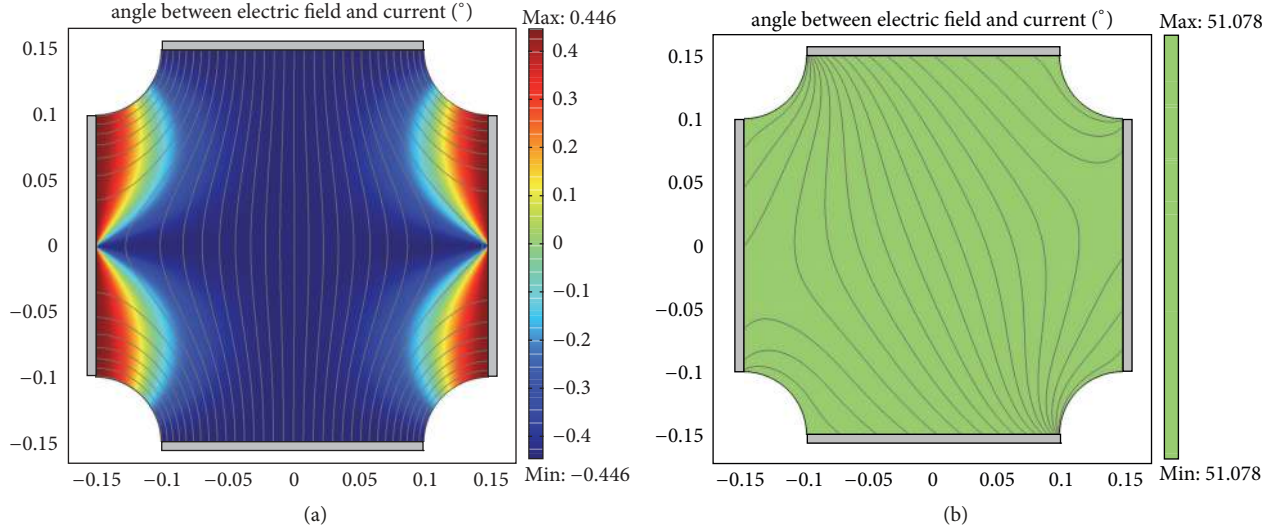 angle between electric field and current (°)
Max: 0.446
0.15
0.1
0.05
0
−0.05
−0.1
−0.15
−0.15 −0.1 −0.05 0 0.05 0.1 0.15
0.4
0.3
0.2
0.1
0
−0.1
−0.2
−0.3
−0.4
Min: −0.446
(a)
angle between electric field and current (°)
Max: 51.078
0.15
0.1
0.05
0
−0.05
−0.1
−0.15
−0.15 −0.1 −0.05 0 0.05 0.1 0.15
Min: 51.078
(b)